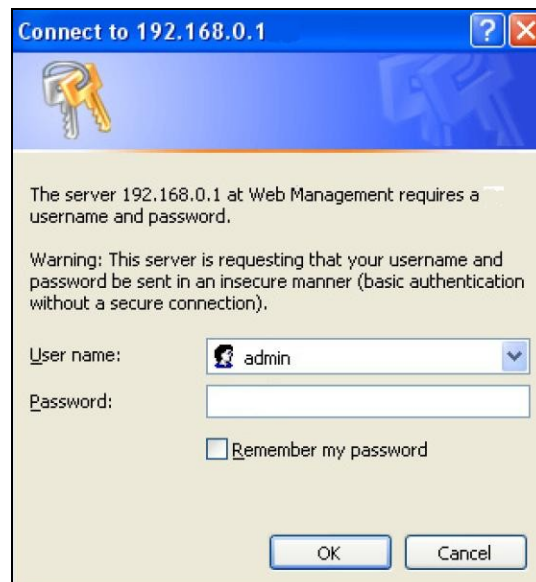 Connect to 192.168.0.1
The server 192.168.0.1 at Web Management requires a
username and password.
Warning: This server is requesting that your username and
password be sent in an insecure manner (basic authentication
without a secure connection).
User name: admin
Password:
Remember my password
OK Cancel